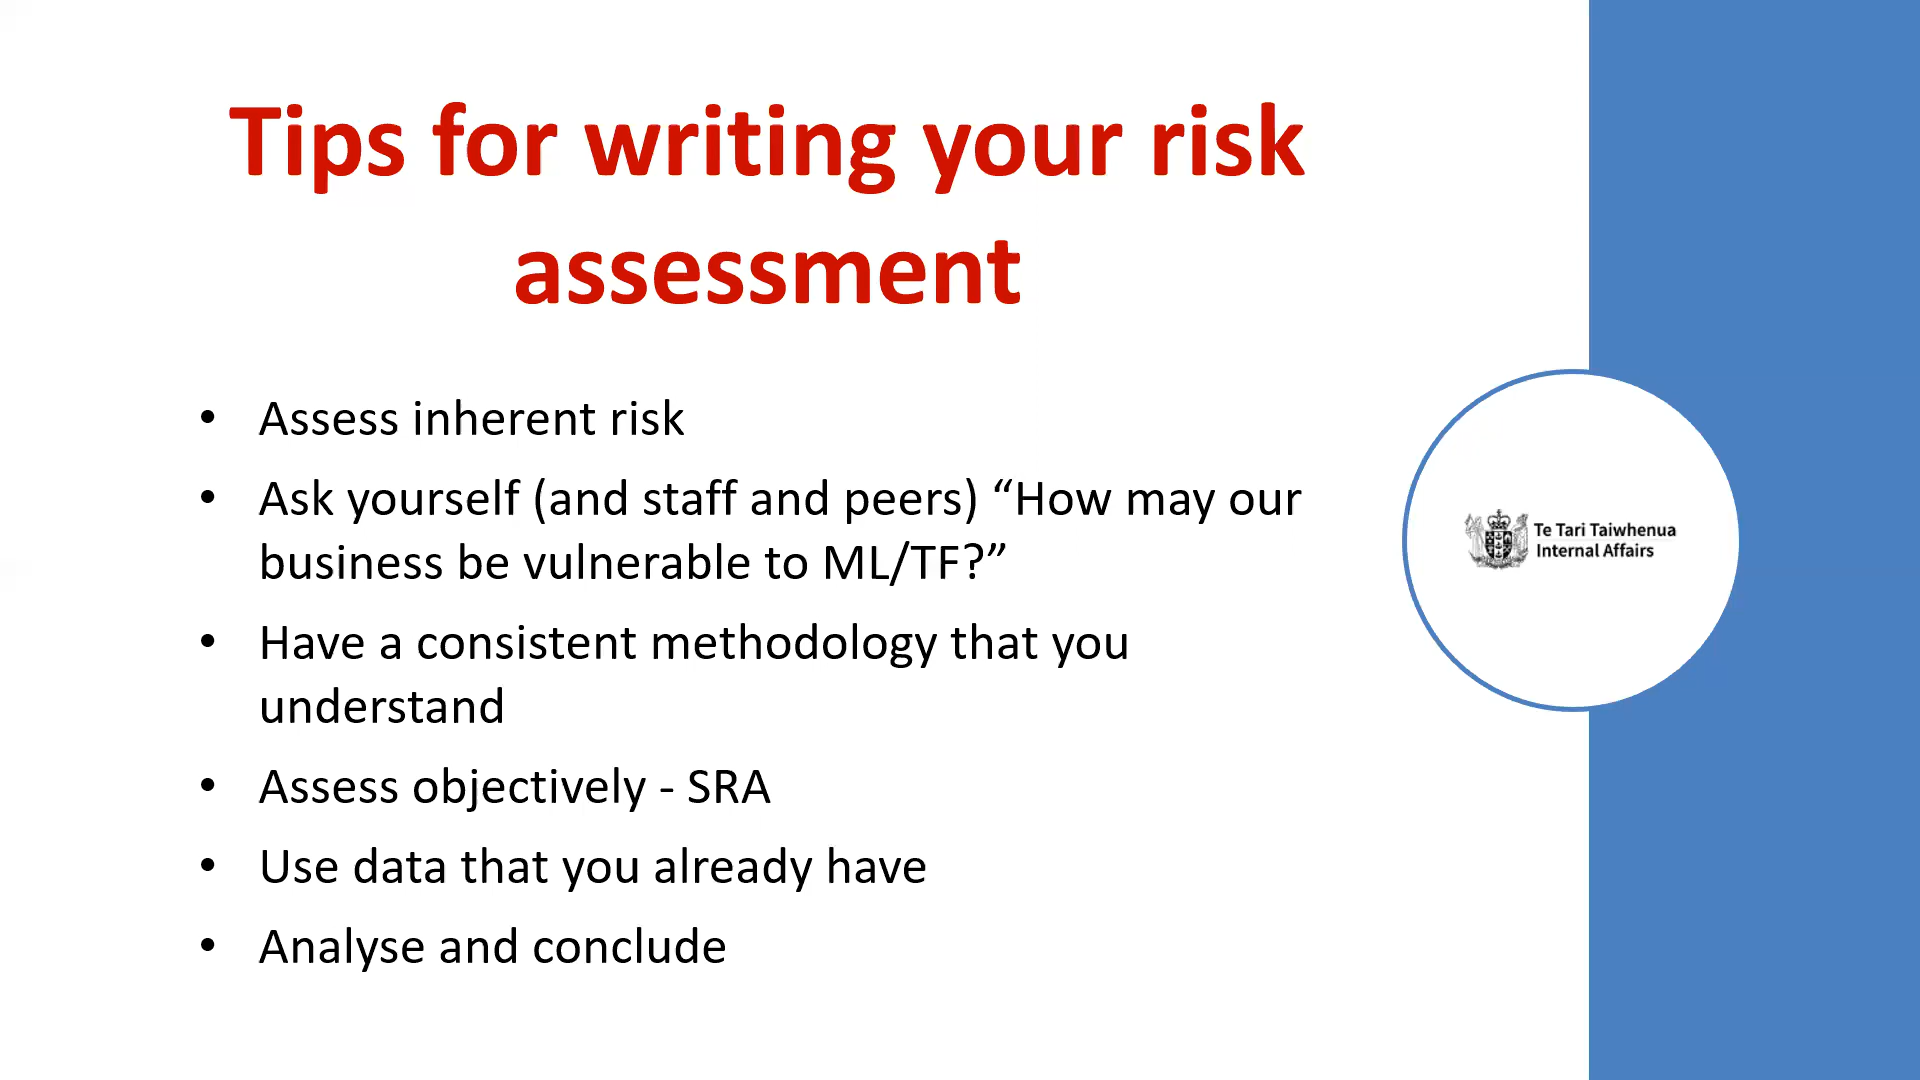 Tips for writing your risk
assessment
• Assess inherent risk
• Ask yourself (and staff and peers) “How may our
business be vulnerable to ML/TF?”
• Have a consistent methodology that you
understand
• Assess objectively - SRA
• Use data that you already have
• Analyse and conclude
Te Tari Taiwhenua
Internal Affairs